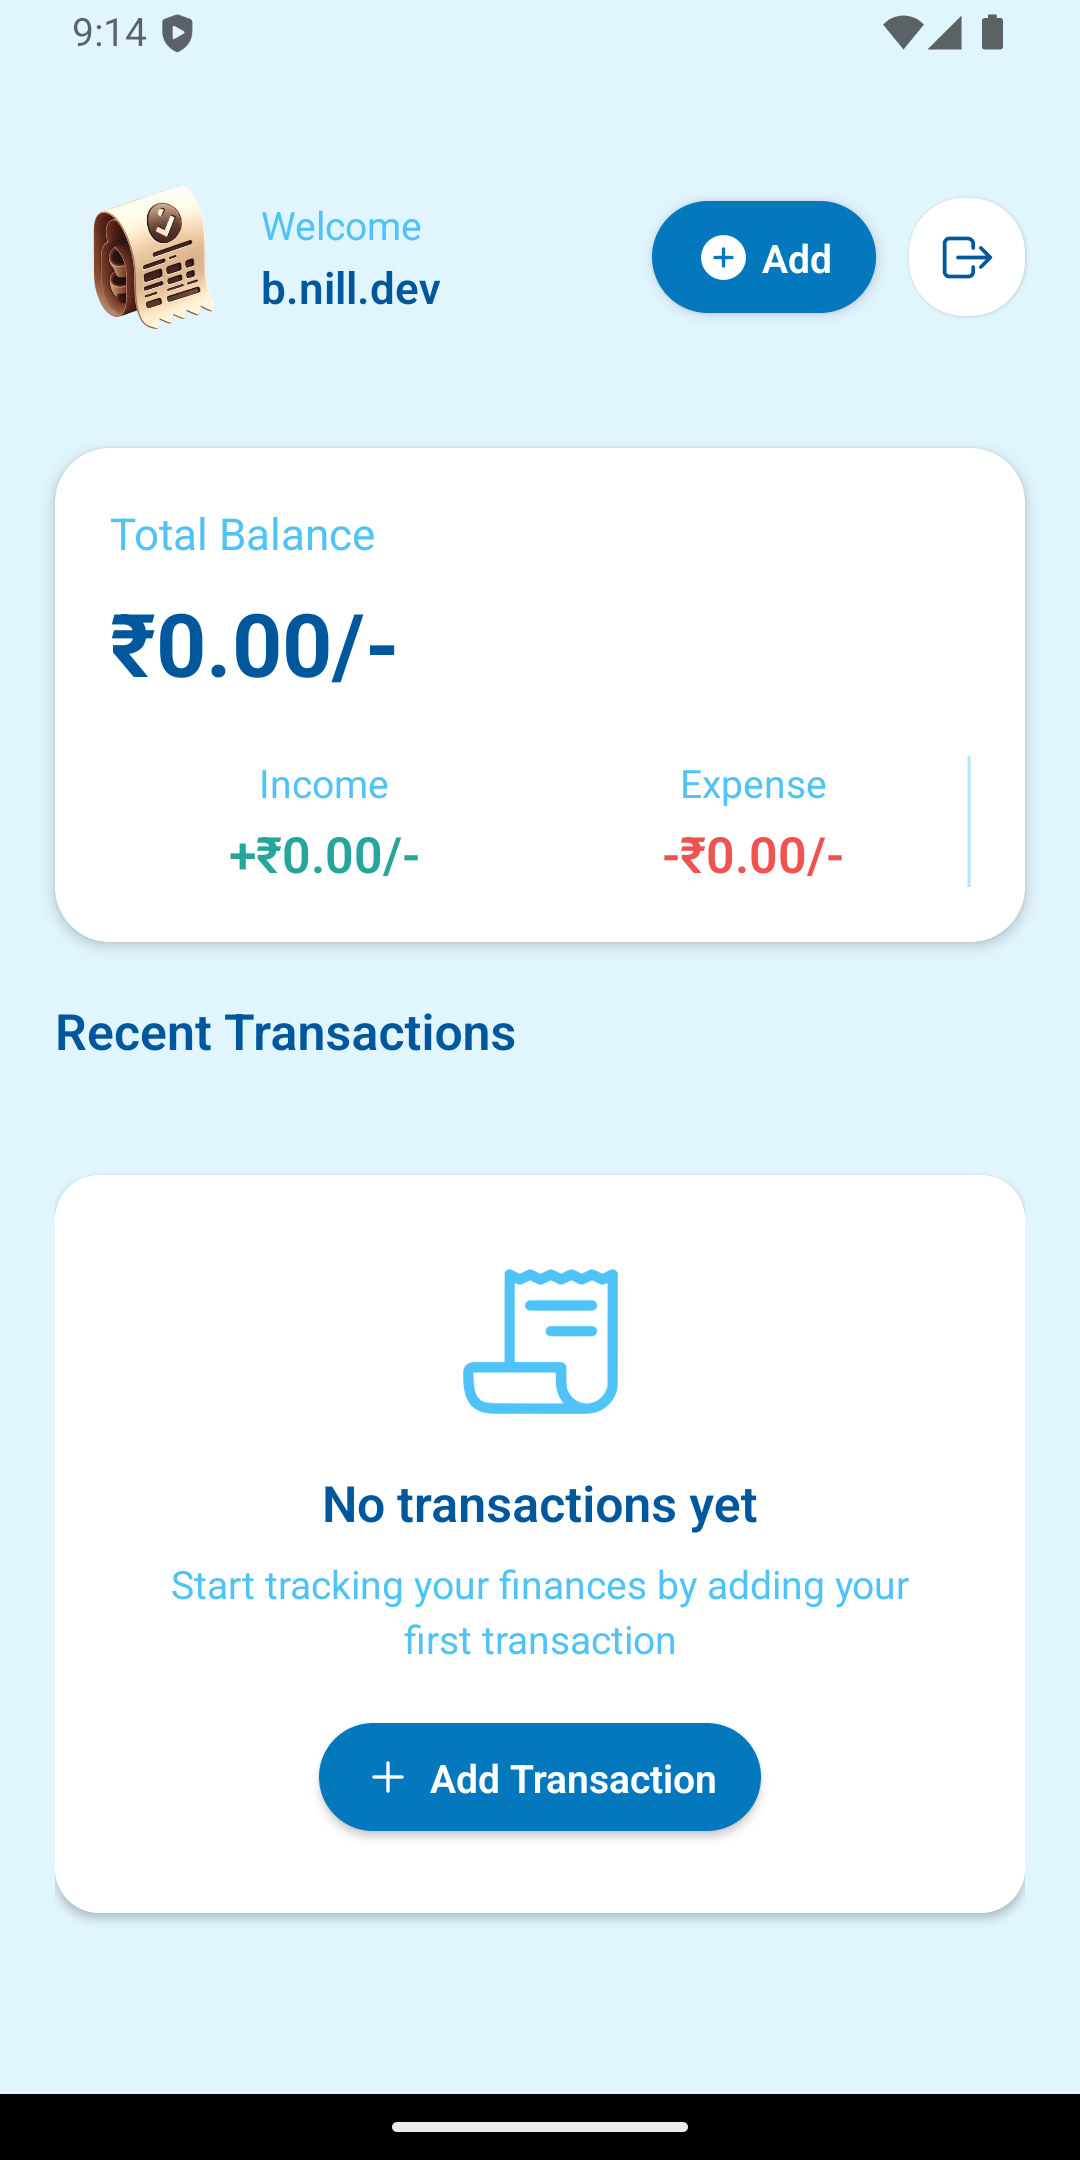 9:14
Welcome
b.nill.dev
Add
Total Balance
₹0.00/-
Income
Expense
+₹0.00/-
-₹0.00/-
Recent Transactions
No transactions yet
Start tracking your finances by adding your
first transaction
Add Transaction